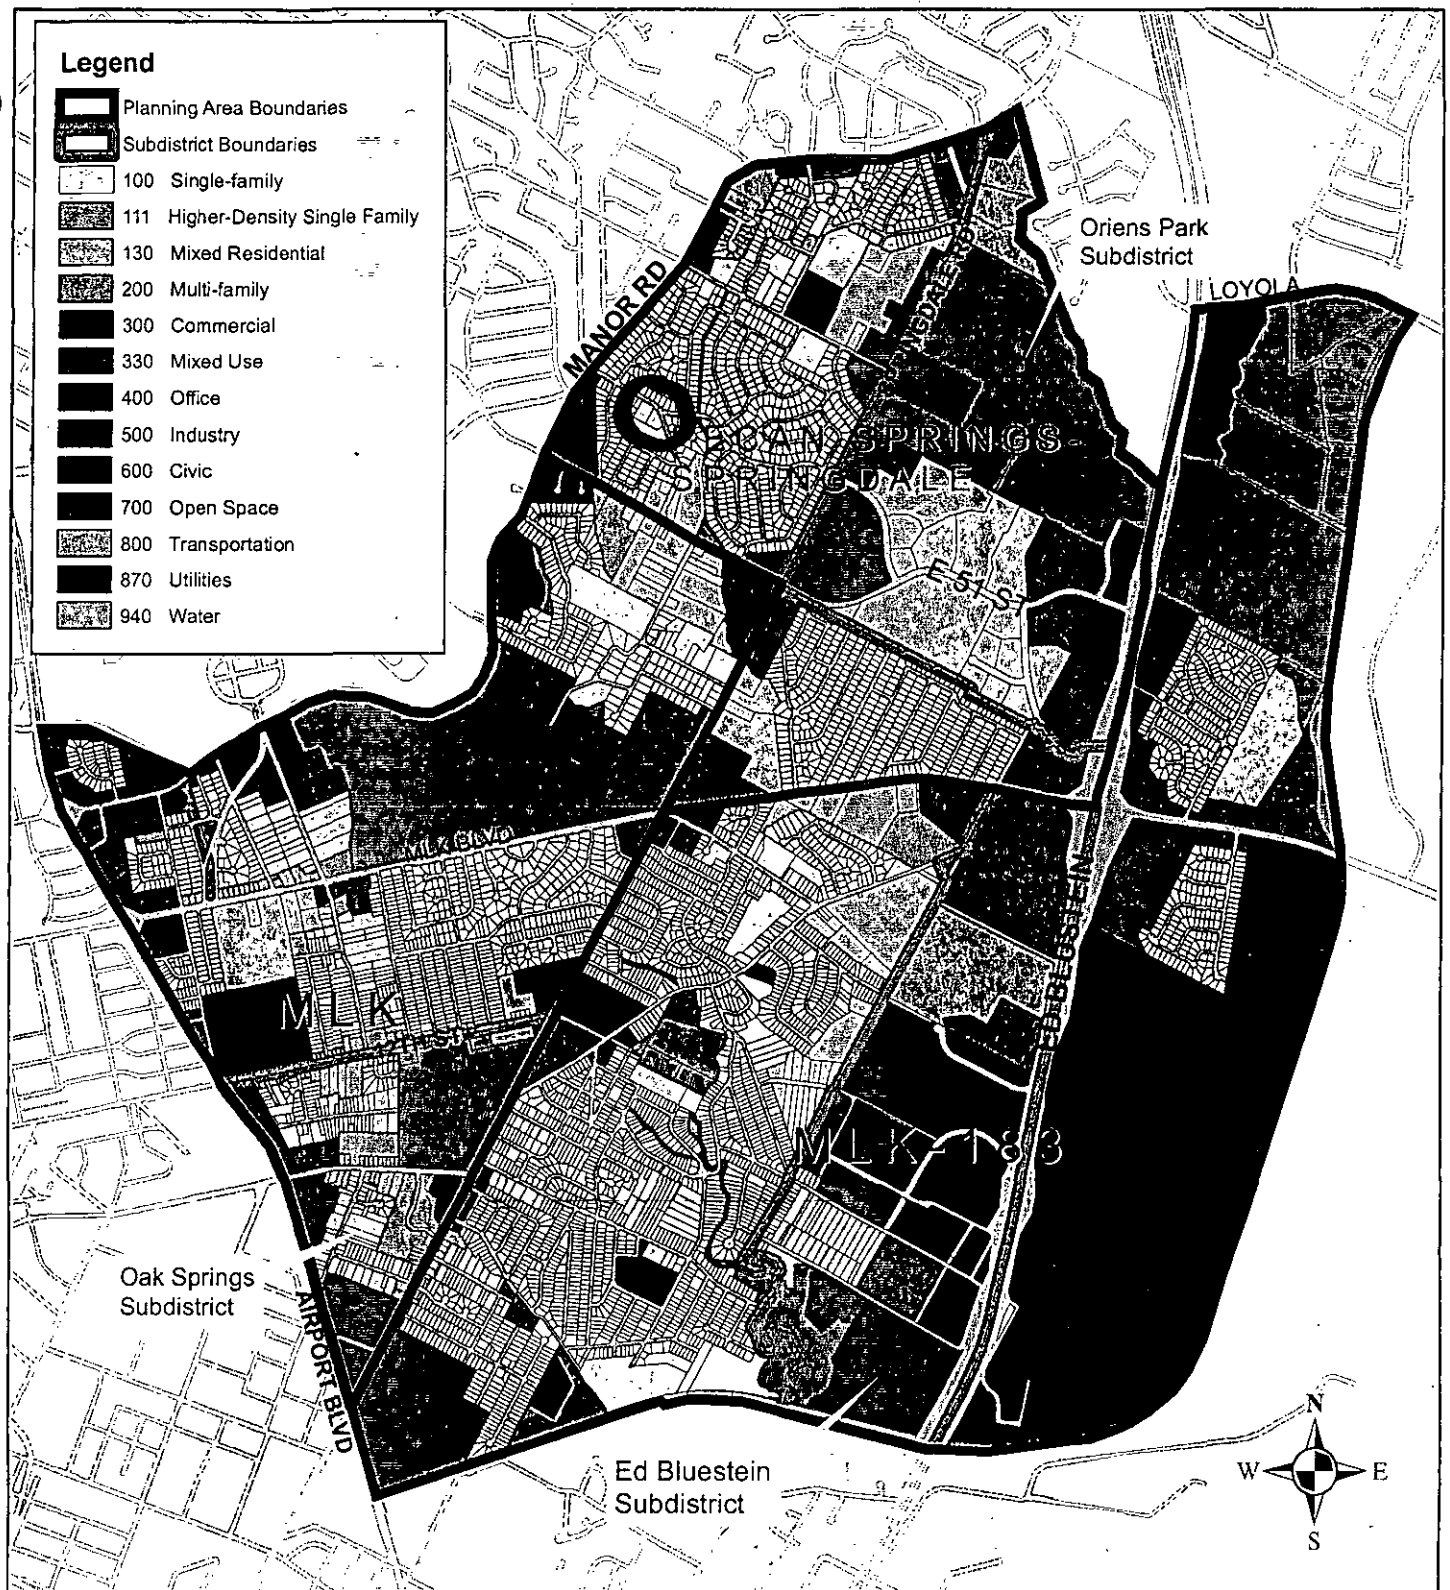 Legend
Planning Area Boundaries
Subdistrict Boundaries
100 Single-family
111 Higher-Density Single Family
130 Mixed Residential
200 Multi-family
300 Commercial
330 Mixed Use
400 Office
500 Industry
600 Civic
700 Open Space
800 Transportation
870 Utilities
940 Water
Oriens Park
Subdistrict
LOYOLA
MANOR RD
SPRINGS-
SPRINGDALE
E 51 ST
MLK BLVD
ED BLUESTEIN
MLK
MLK-183
Oak Springs
Subdistrict
AIRPORT BLVD
Ed Bluestein
Subdistrict
N
W E
S